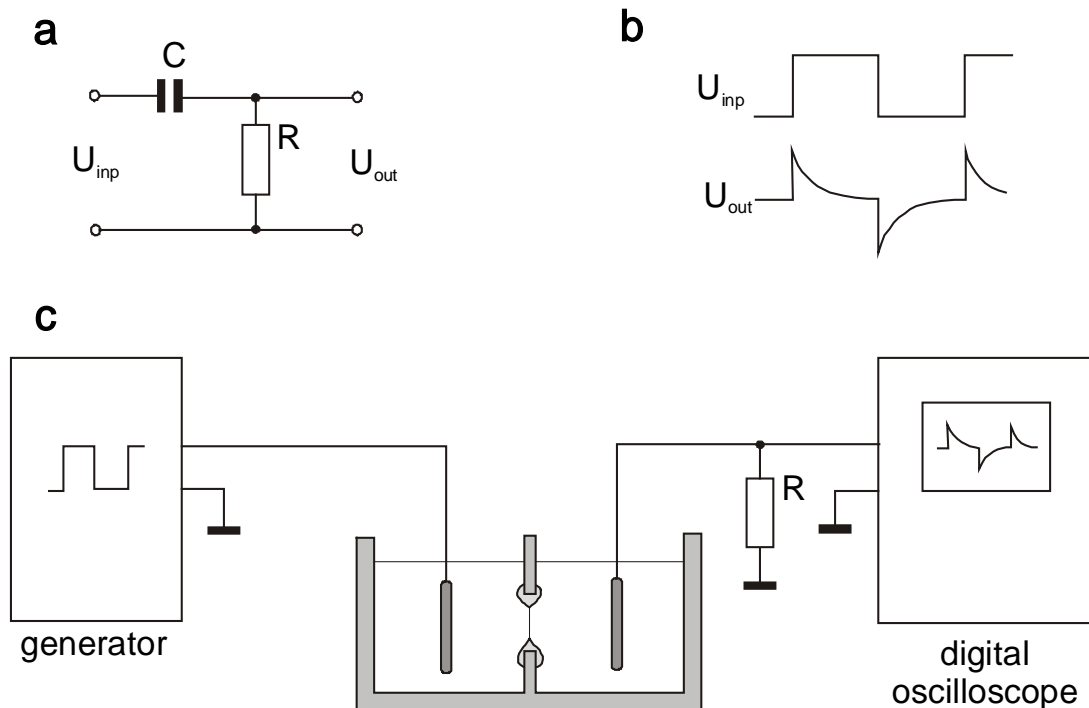 a
C
R
U inp
U out
b
U inp
U out
c
R
generator
digital
oscilloscope